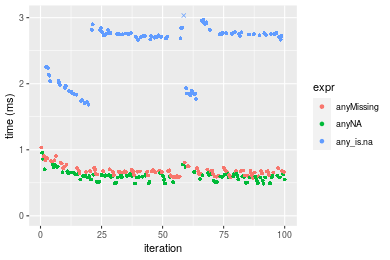 3
2
1
0
time (ms)
0
25
50
75
100
iteration
expr
anyMissing
anyNA
any_is.na